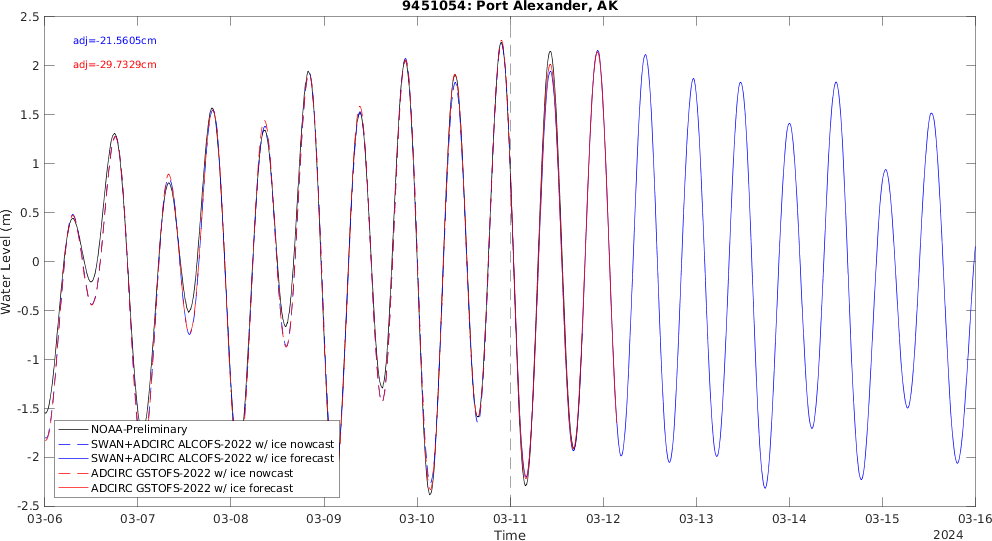 9451054: Port Alexander, AK
adj=-21.5605cm
adj=-29.7329cm
Water Level (m)
2.5
2
1.5
1
0.5
0
-0.5
-1
-1.5
-2
-2.5
NOAA-Preliminary
SWAN+ADCIRC ALCOFS-2022 w/ ice nowcast
SWAN+ADCIRC ALCOFS-2022 w/ ice forecast
ADCIRC GSTOFS-2022 w/ ice nowcast
ADCIRC GSTOFS-2022 w/ ice forecast
03-06 03-07 03-08 03-09 03-10 03-11 03-12 03-13 03-14 03-15 03-16
Time
2024